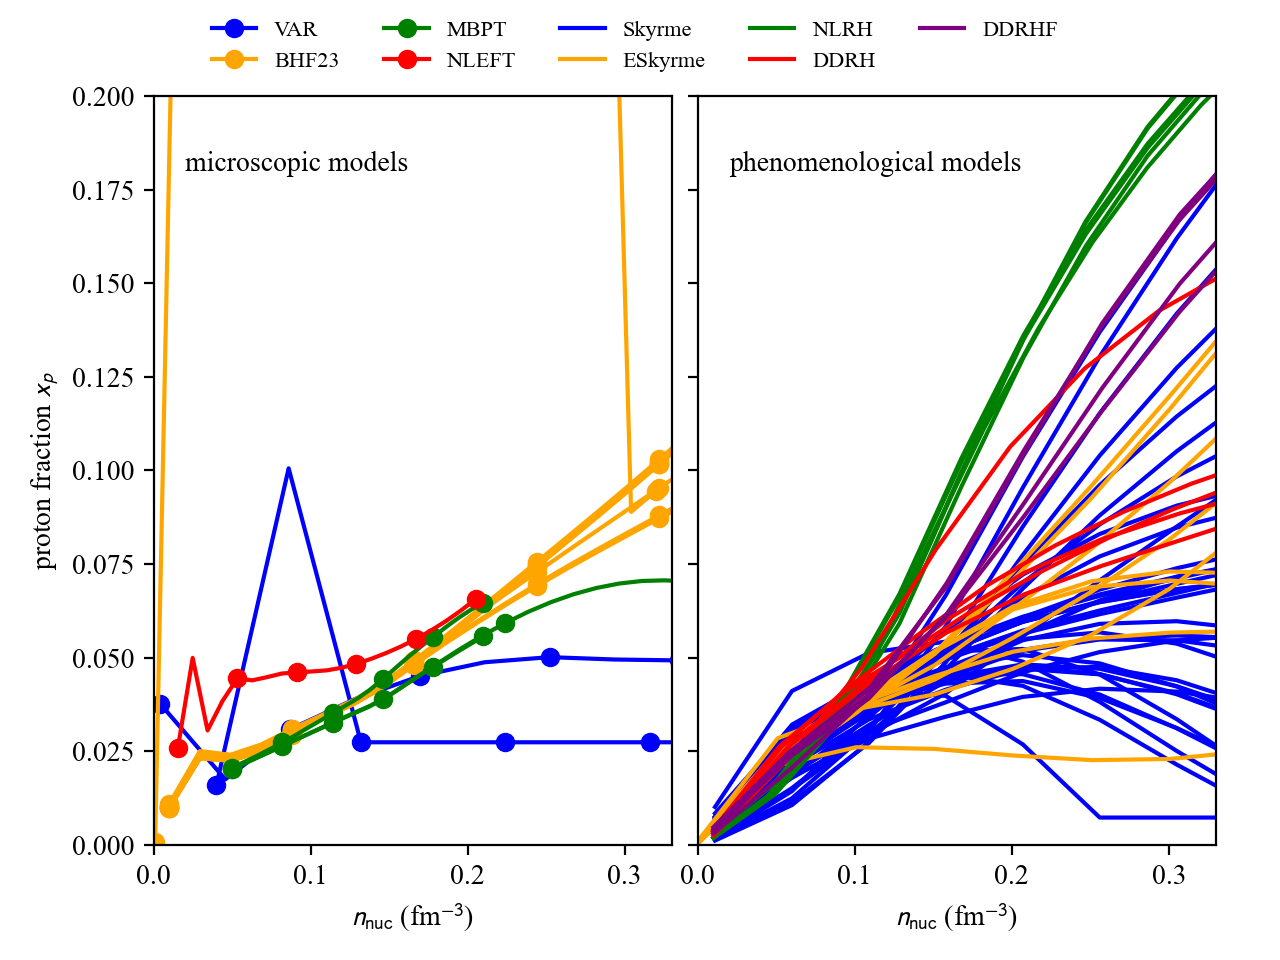 VAR MBPT Skyrme NLRH DDRHF
BHF23 NLEFT ESkyrme DDRH
0.200
0.175
0.150
0.125
0.100
0.075
0.050
0.025
0.000
proton fraction xₚ
microscopic models
phenomenological models
0.0 0.1 0.2 0.3
0.0 0.1 0.2 0.3
n_nuc (fm⁻³)
n_nuc (fm⁻³)